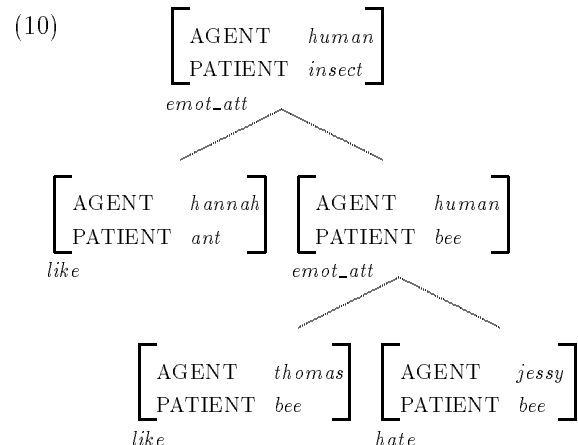 (10)
AGENT human
PATIENT insect
emot_att
AGENT hannah
PATIENT ant
like
AGENT human
PATIENT bee
emot_att
AGENT thomas
PATIENT bee
like
AGENT jessy
PATIENT bee
hate